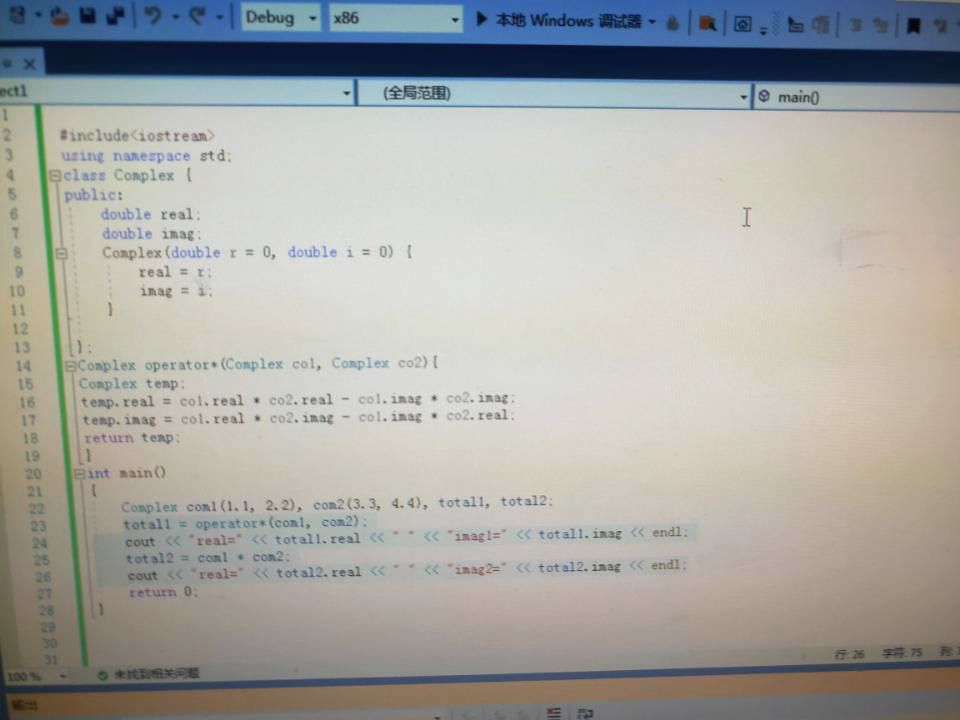 Debug x86 本地 Windows 调试器
ect1 (全局范围) main()
1
2 #include<iostream>
3 using namespace std;
4 class Complex {
5 public:
6 double real;
7 double imag;
8 Complex(double r = 0, double i = 0) {
9 real = r;
10 imag = i;
11 }
12
13 };
14 Complex operator*(Complex co1, Complex co2){
15 Complex temp;
16 temp.real = co1.real * co2.real - co1.imag * co2.imag;
17 temp.imag = co1.real * co2.imag - co1.imag * co2.real;
18 return temp;
19 }
20 int main()
21 {
22 Complex com1(1.1, 2.2), com2(3.3, 4.4), total1, total2;
23 total1 = operator*(com1, com2);
24 cout << "real=" << total1.real << " " << "imag1=" << total1.imag << endl;
25 total2 = com1 * com2;
26 cout << "real=" << total2.real << " " << "imag2=" << total2.imag << endl;
27 return 0;
28 }
29
30
31
行: 26 字符: 75 列:
100 % 未找到相关问题
输出